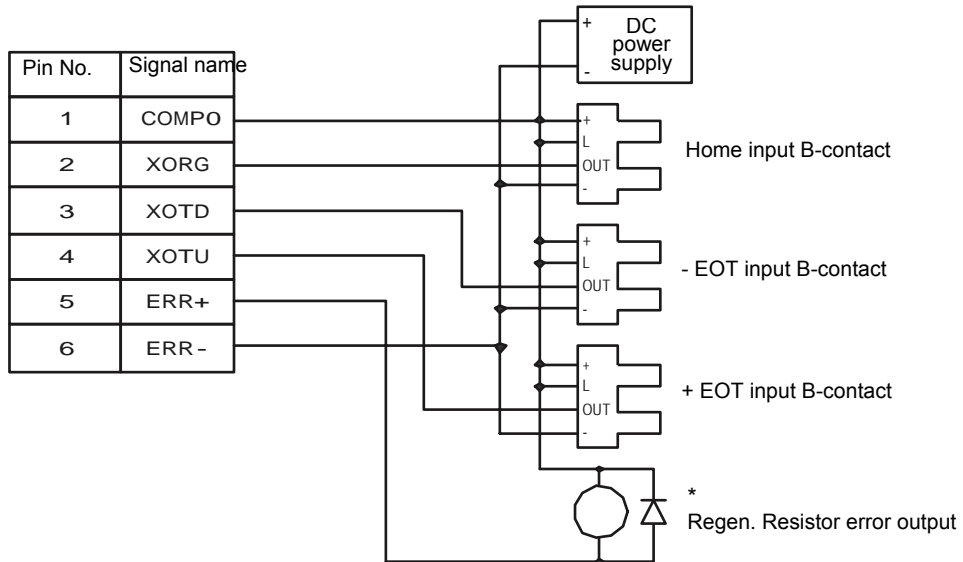 Pin No. Signal name
1 COMP0
2 XORG
3 XOTD
4 XOTU
5 ERR+
6 ERR-
+ DC
power
- supply
+
L
OUT
-
Home input B-contact
+
L
OUT
-
- EOT input B-contact
+
L
OUT
-
+ EOT input B-contact
*
Regen. Resistor error output